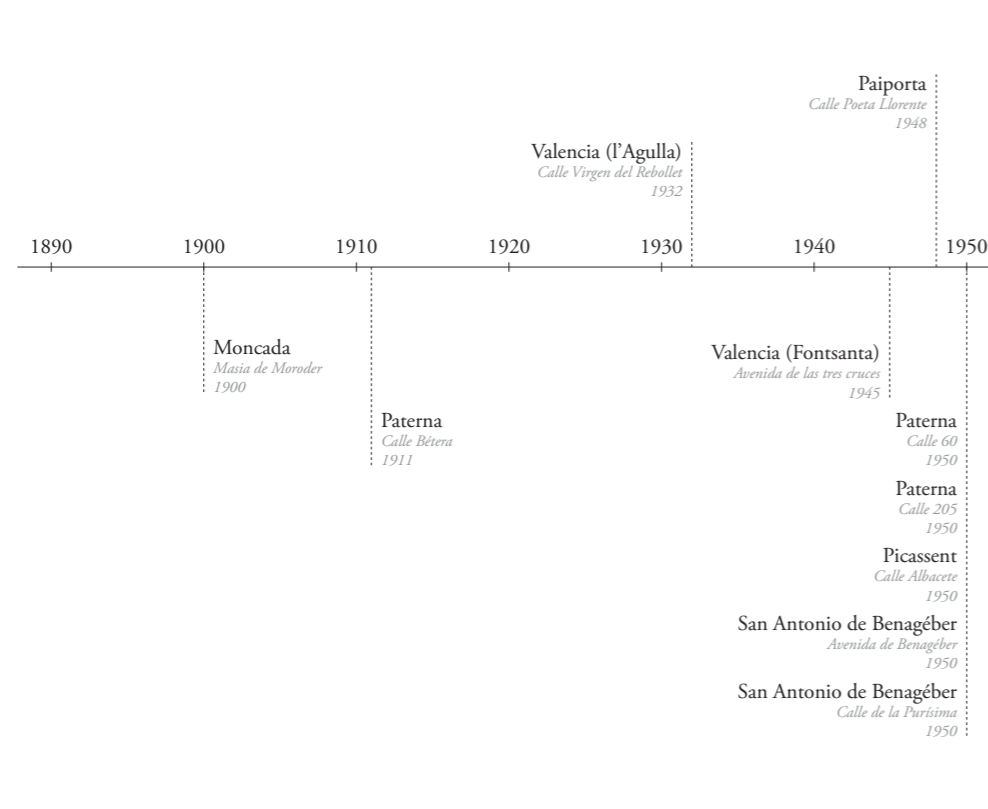 Paiporta
Calle Poeta Llorente
1948
Valencia (l'Agulla)
Calle Virgen del Rebollet
1932
1890 1900 1910 1920 1930 1940 1950
Moncada
Masia de Moroder
1900
Valencia (Fontsanta)
Avenida de las tres cruces
1945
Paterna
Calle Bétera
1911
Paterna
Calle 60
1950
Paterna
Calle 205
1950
Picassent
Calle Albacete
1950
San Antonio de Benagéber
Avenida de Benagéber
1950
San Antonio de Benagéber
Calle de la Purísima
1950